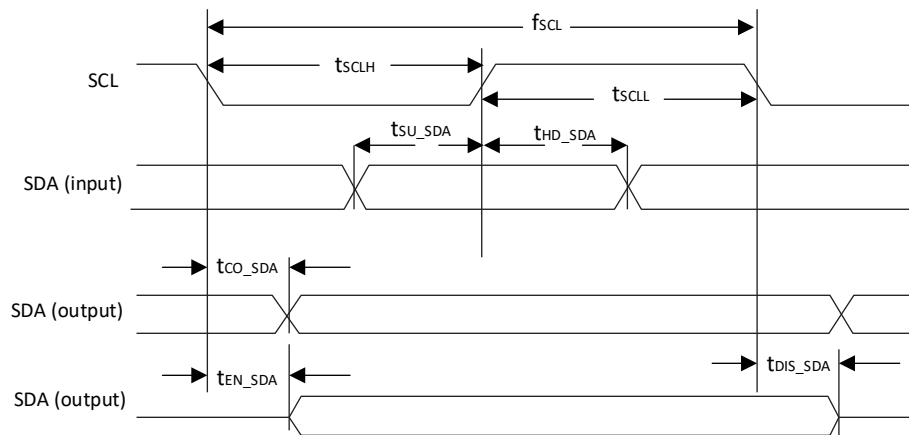 fSCL
tSCLH
SCL
tSCLL
tSU_SDA
tHD_SDA
SDA (input)
tCO_SDA
SDA (output)
tDIS_SDA
tEN_SDA
SDA (output)